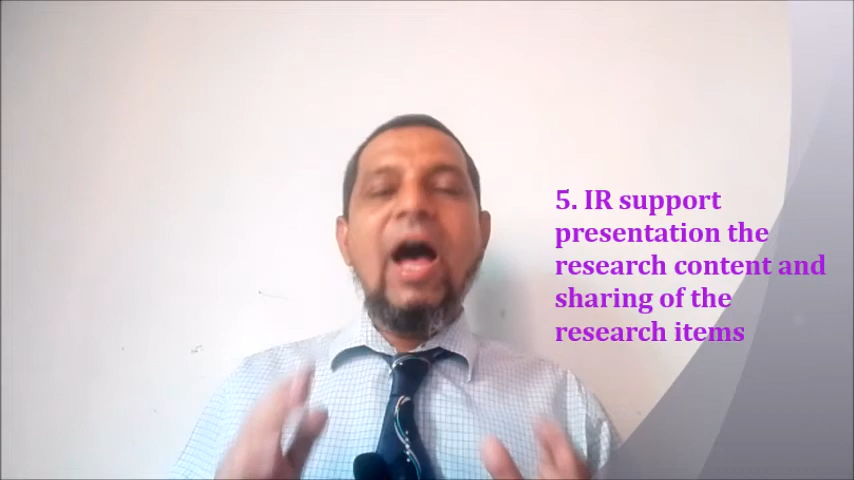 5. IR support
presentation the
research content and
sharing of the
research items